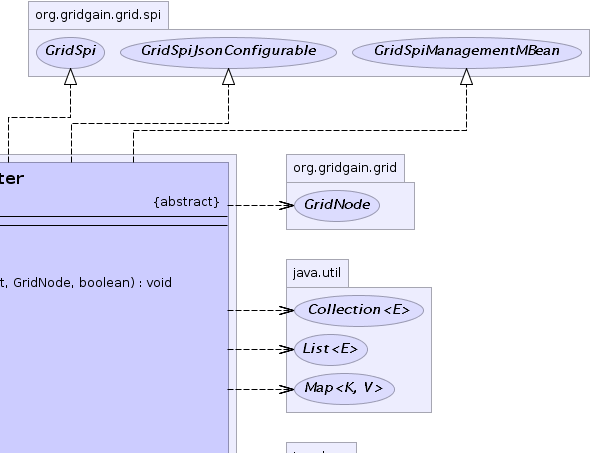 org.gridgain.grid.spi
GridSpi
GridSpiJsonConfigurable
GridSpiManagementMBean
ter
{abstract}
org.gridgain.grid
GridNode
t, GridNode, boolean) : void
java.util
Collection<E>
List<E>
Map<K, V>